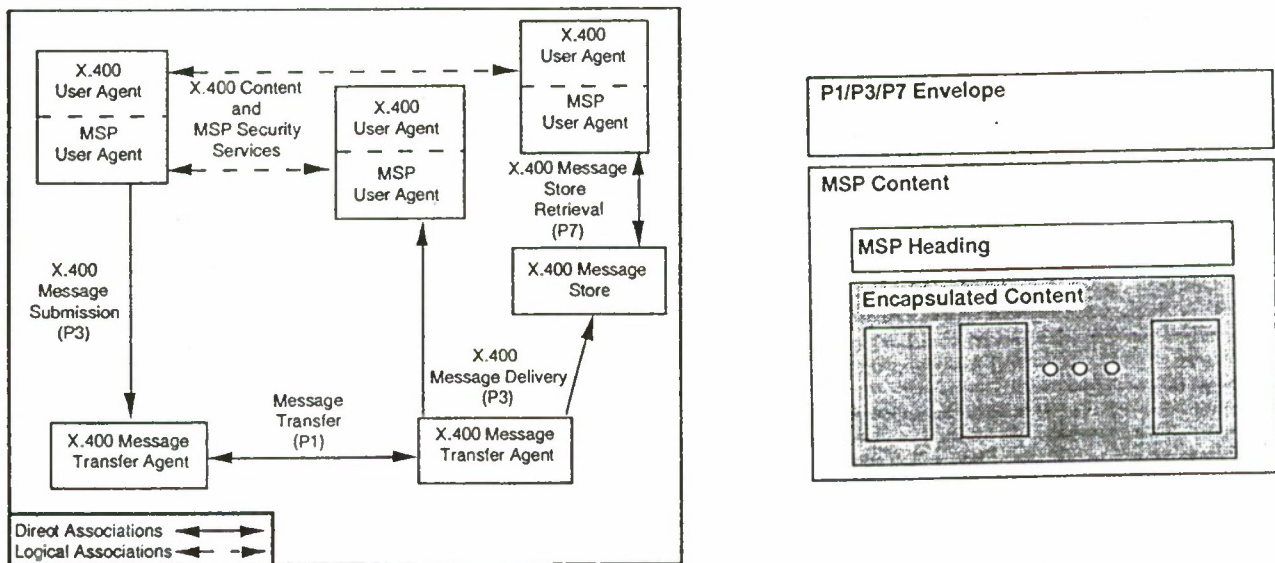 X.400
User Agent
MSP
User Agent
X.400 Content
and
MSP Security
Services
X.400
User Agent
MSP
User Agent
X.400
User Agent
MSP
User Agent
X.400 Message
Store
Retrieval
(P7)
X.400 Message
Store
X.400
Message
Submission
(P3)
X.400
Message Delivery
(P3)
Message
Transfer
(P1)
X.400 Message
Transfer Agent
X.400 Message
Transfer Agent
Direct Associations
Logical Associations
P1/P3/P7 Envelope
MSP Content
MSP Heading
Encapsulated Content